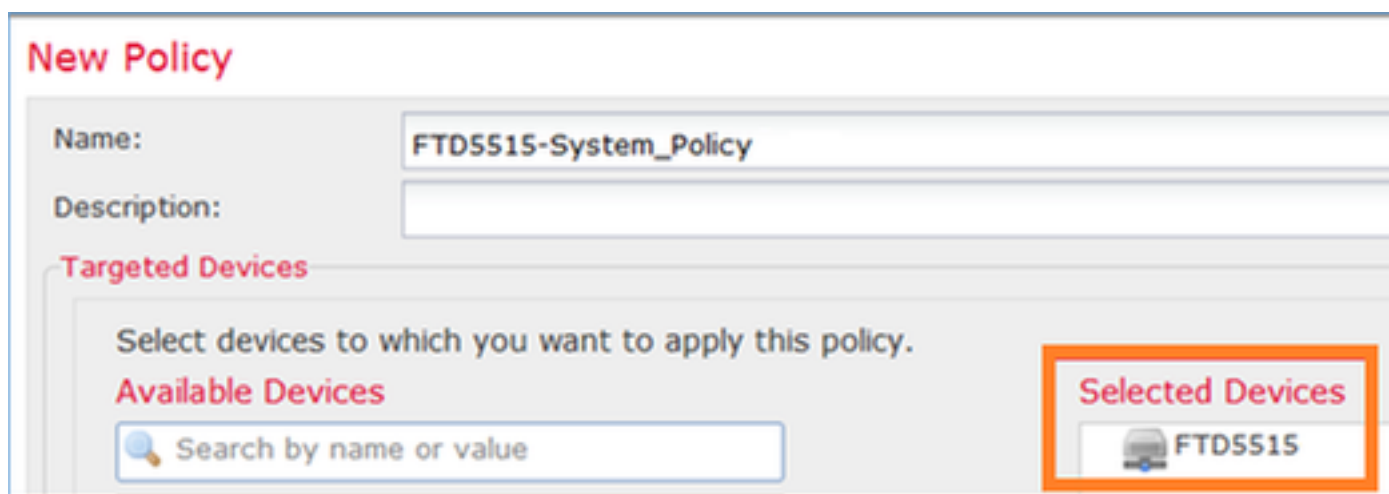 New Policy
Name:
FTD5515-System_Policy
Description:
Targeted Devices
Select devices to which you want to apply this policy.
Available Devices
Search by name or value
Selected Devices
FTD5515